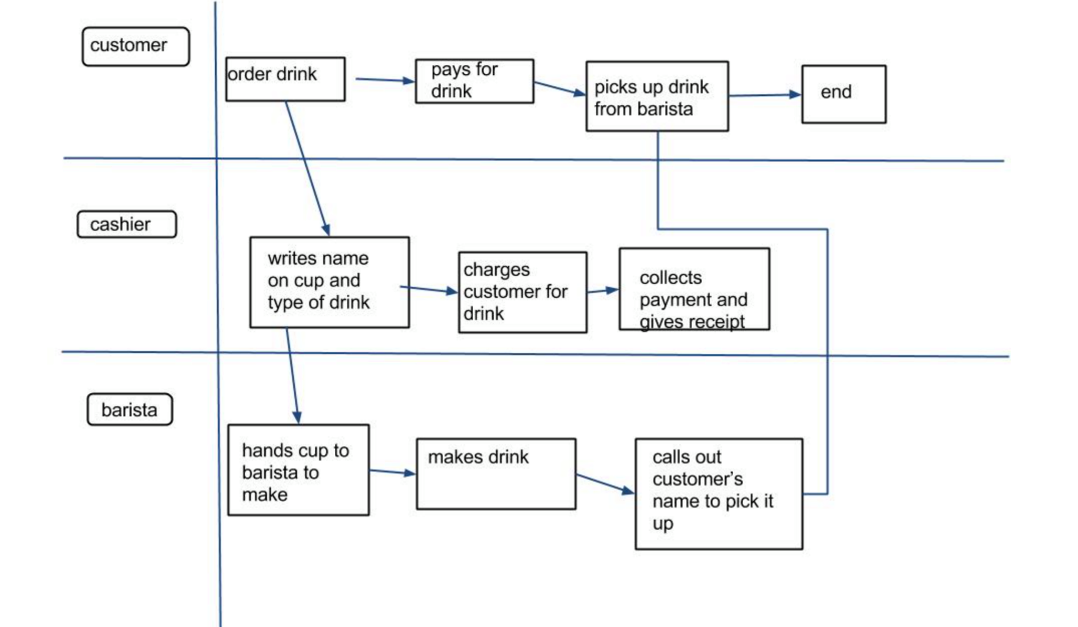 customer
order drink
pays for
drink
picks up drink
from barista
end
cashier
writes name
on cup and
type of drink
charges
customer for
drink
collects
payment and
gives receipt
barista
hands cup to
barista to
make
makes drink
calls out
customer’s
name to pick it
up